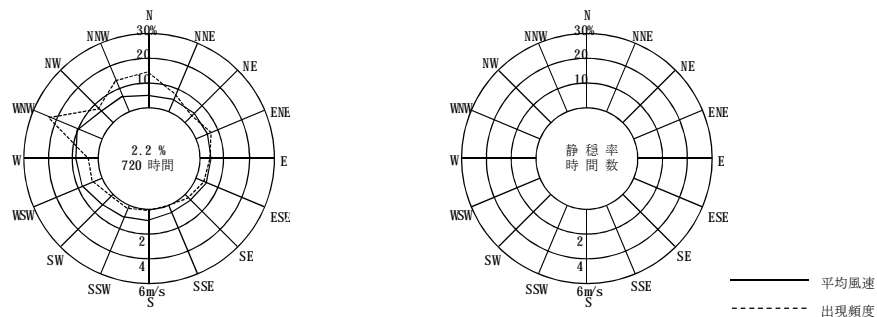 N
30%
NNW
NNE
20
NW
NE
10
WNW
ENE
2.2 %
720 時間
W
E
WSW
ESE
2
SW
SE
4
SSW
SSE
6m/s
S
N
30%
NNW
NNE
20
NW
NE
10
WNW
ENE
静 穏 率
時 間 数
W
E
WSW
ESE
2
SW
SE
4
SSW
SSE
6m/s
S
平均風速
出現頻度